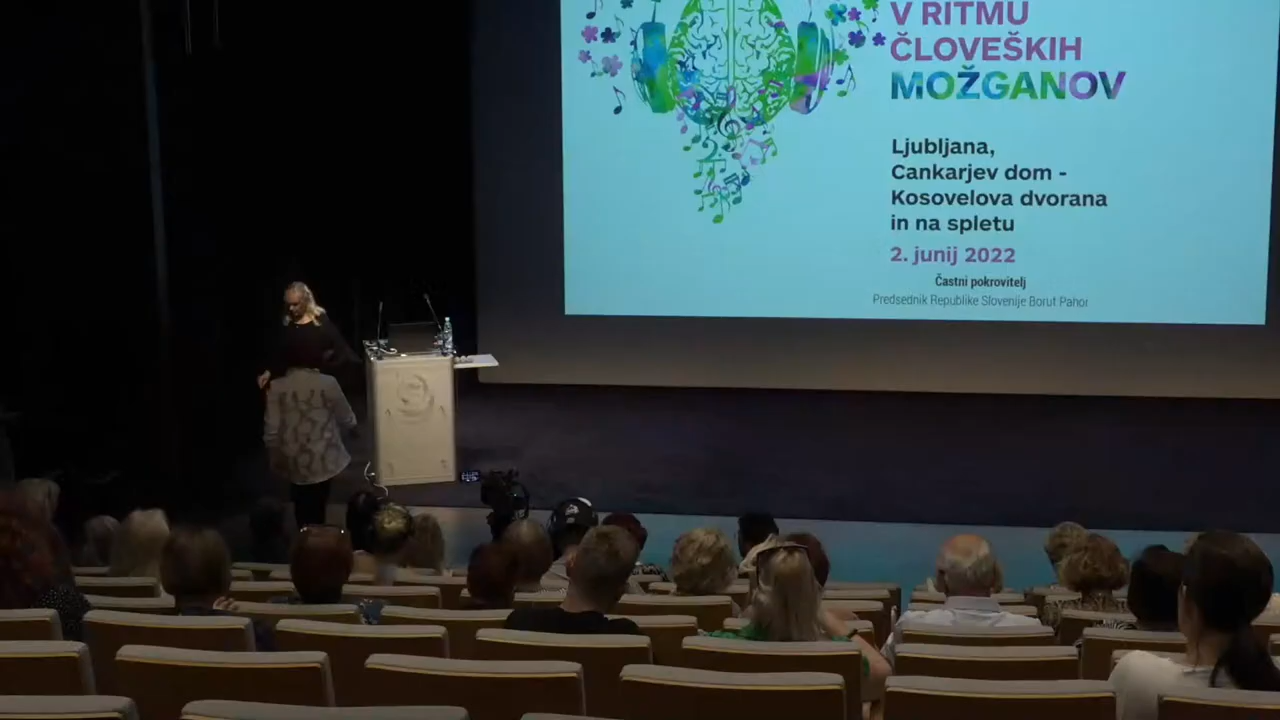 V RITMU
ČLOVEŠKIH
MOŽGANOV
Ljubljana,
Cankarjev dom -
Kosovelova dvorana
in na spletu
2. junij 2022
Častni pokrovitelj
Predsednik Republike Slovenije Borut Pahor